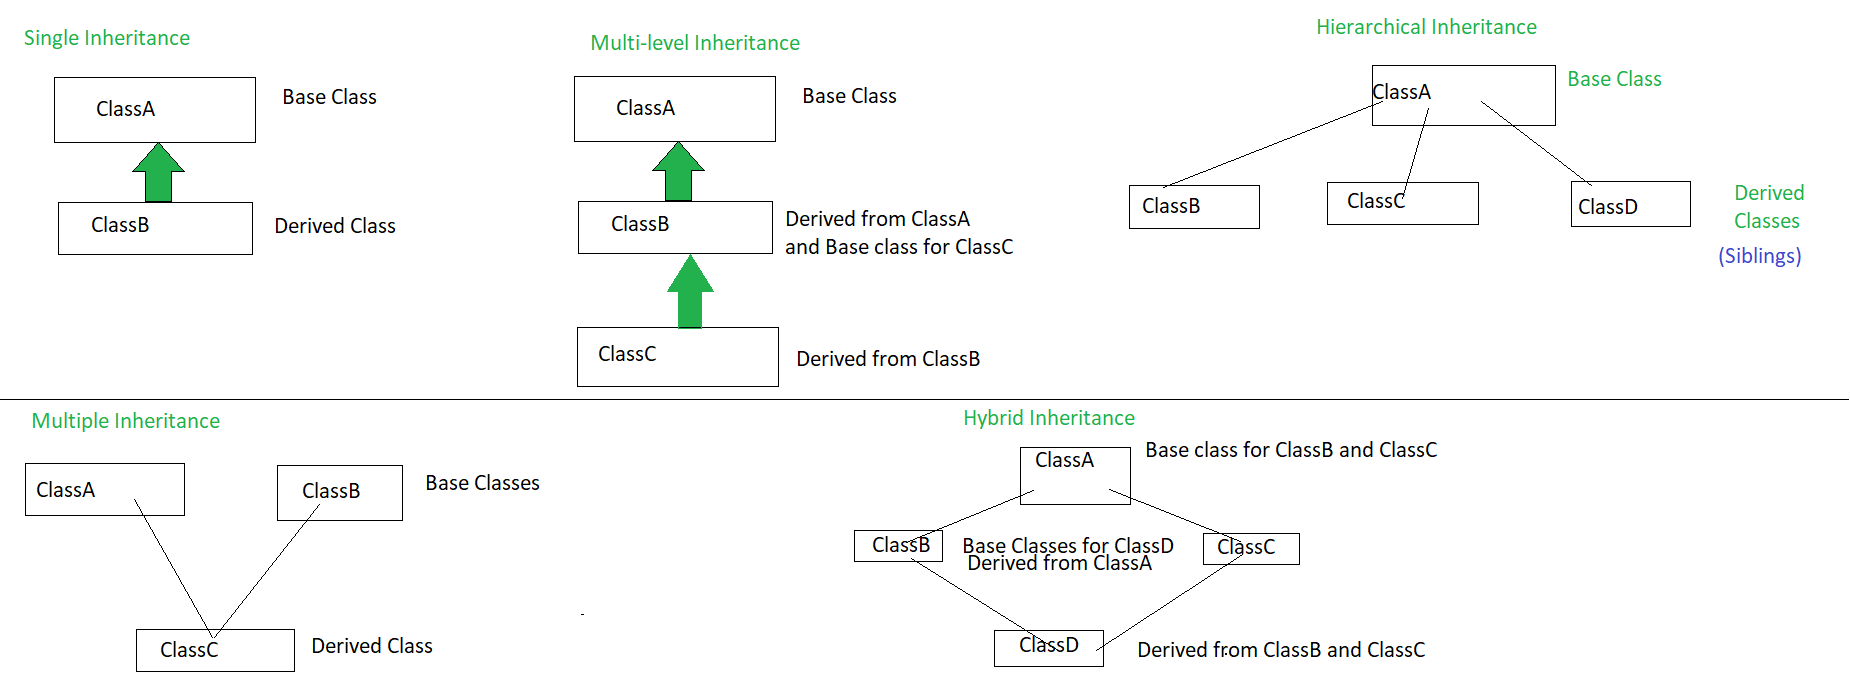 Single Inheritance
ClassA
Base Class
ClassB
Derived Class
Multi-level Inheritance
ClassA
Base Class
ClassB
Derived from ClassA
and Base class for ClassC
ClassC
Derived from ClassB
Hierarchical Inheritance
ClassA
Base Class
ClassB
ClassC
ClassD
Derived
Classes
(Siblings)
Multiple Inheritance
ClassA
ClassB
Base Classes
ClassC
Derived Class
Hybrid Inheritance
ClassA
Base class for ClassB and ClassC
ClassB
Base Classes for ClassD
Derived from ClassA
ClassC
ClassD
Derived from ClassB and ClassC